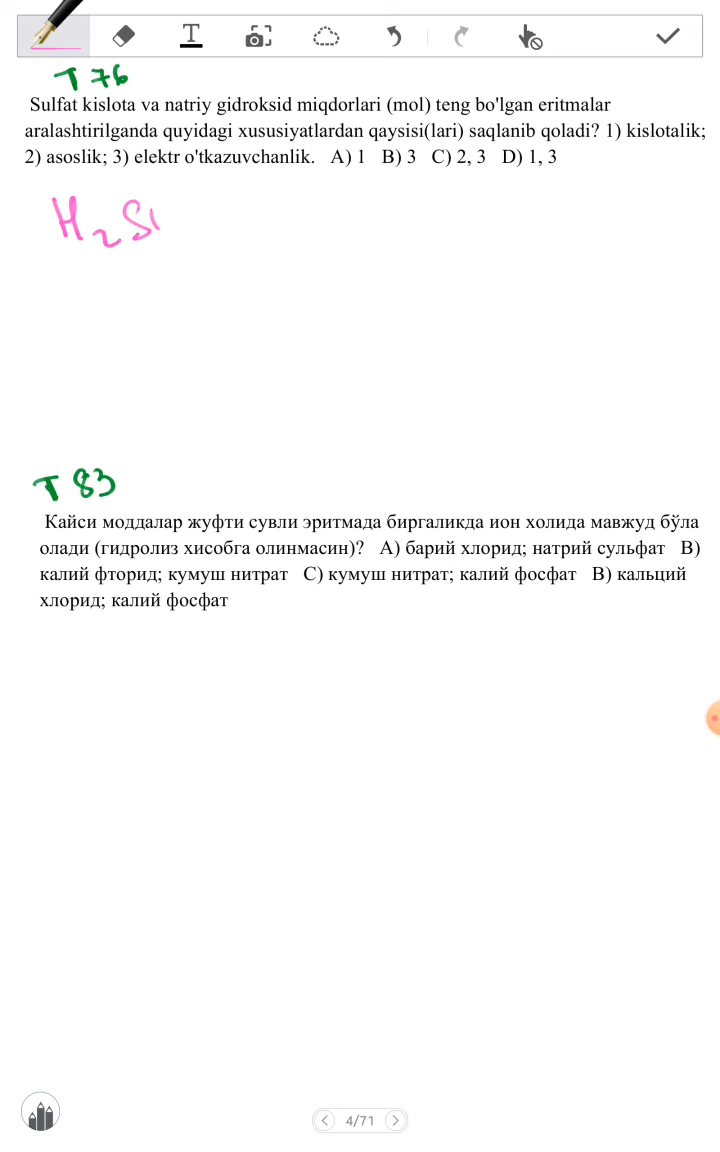 T
T 76
Sulfat kislota va natriy gidroksid miqdorlari (mol) teng bo'lgan eritmalar
aralashtirilganda quyidagi xususiyatlardan qaysisi(lari) saqlanib qoladi? 1) kislotalik;
2) asoslik; 3) elektr o'tkazuvchanlik. A) 1 B) 3 C) 2, 3 D) 1, 3
H2S
T 83
Кайси моддалар жуфти сувли эритмада биргаликда ион холида мавжуд бўла
олади (гидролиз хисобга олинмасин)? А) барий хлорид; натрий сульфат В)
калий фторид; кумуш нитрат С) кумуш нитрат; калий фосфат В) кальций
хлорид; калий фосфат
4/71